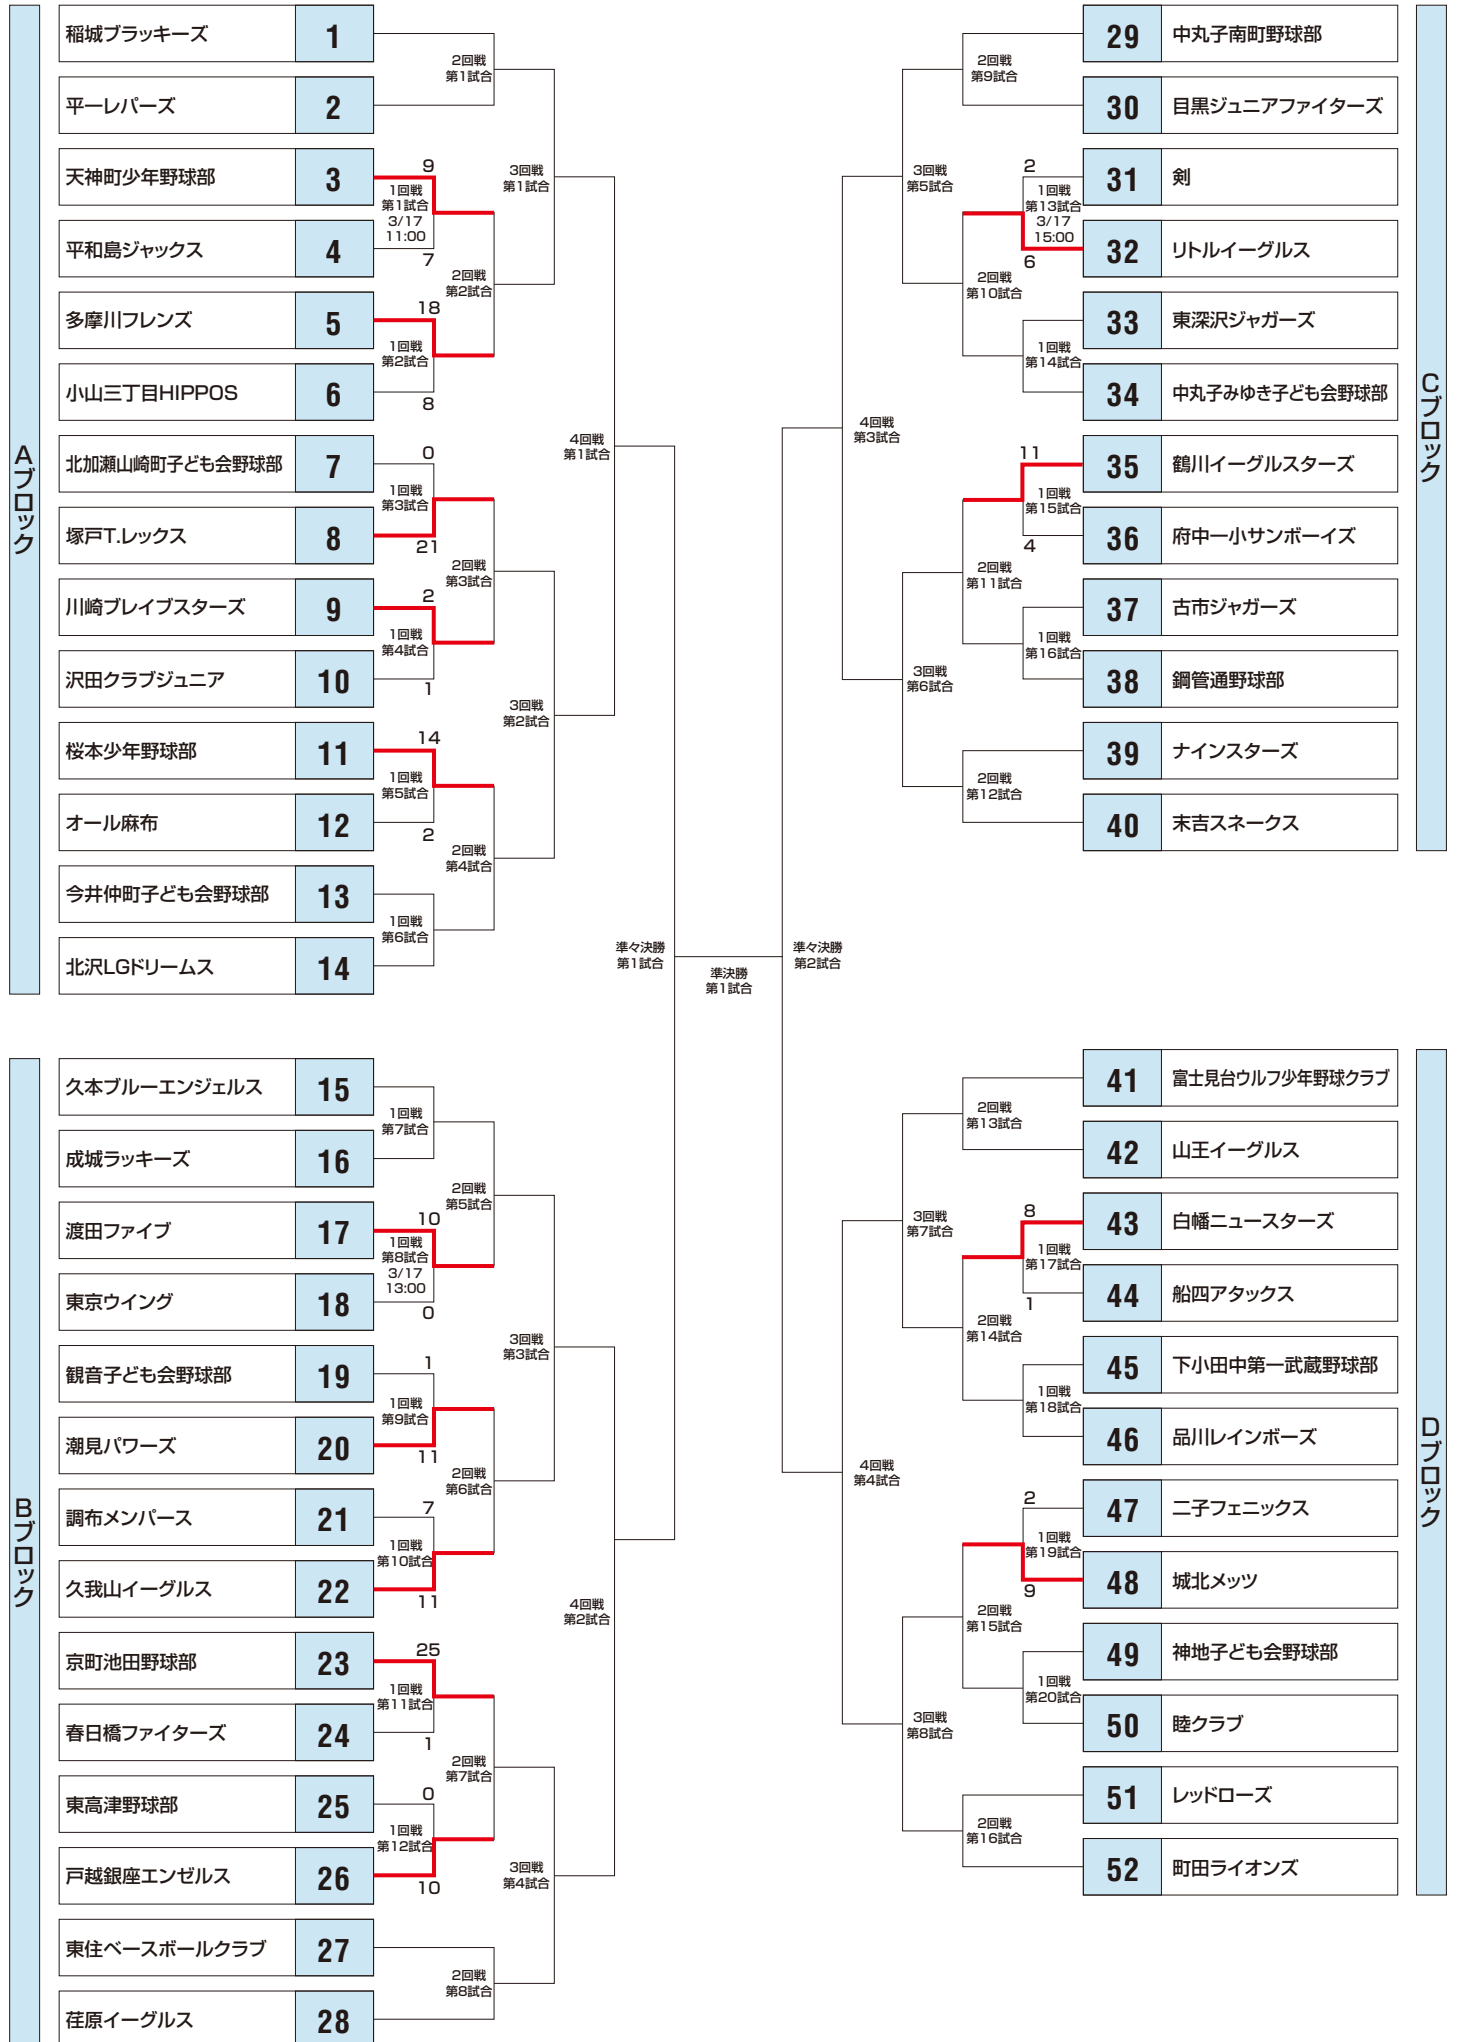 Aブロック
稲城ブラッキーズ 1
2回戦
第1試合
平一レパーズ 2
3回戦
第1試合
天神町少年野球部 3
9
1回戦
第1試合
3/17
11:00
平和島ジャックス 4
7
2回戦
第2試合
多摩川フレンズ 5
18
1回戦
第2試合
小山三丁目HIPPOS 6
8
4回戦
第1試合
北加瀬山崎町子ども会野球部 7
0
1回戦
第3試合
塚戸T.レックス 8
21
2回戦
第3試合
川崎ブレイブスターズ 9
2
1回戦
第4試合
沢田クラブジュニア 10
1
3回戦
第2試合
桜本少年野球部 11
14
1回戦
第5試合
オール麻布 12
2
2回戦
第4試合
今井仲町子ども会野球部 13
1回戦
第6試合
北沢LGドリームス 14
準々決勝
第1試合
準決勝
第1試合
準々決勝
第2試合
Bブロック
久本ブルーエンジェルス 15
1回戦
第7試合
成城ラッキーズ 16
2回戦
第5試合
渡田ファイブ 17
10
1回戦
第8試合
3/17
13:00
東京ウイング 18
0
3回戦
第3試合
観音子ども会野球部 19
1
1回戦
第9試合
潮見パワーズ 20
11
2回戦
第6試合
調布メンパース 21
7
1回戦
第10試合
久我山イーグルス 22
11
4回戦
第2試合
京町池田野球部 23
25
1回戦
第11試合
春日橋ファイターズ 24
1
2回戦
第7試合
東高津野球部 25
0
1回戦
第12試合
戸越銀座エンゼルス 26
10
3回戦
第4試合
東住ベースボールクラブ 27
2回戦
第8試合
荏原イーグルス 28
Cブロック
29 中丸子南町野球部
2回戦
第9試合
30 目黒ジュニアファイターズ
3回戦
第5試合
2
31 剣
1回戦
第13試合
3/17
15:00
32 リトルイーグルス
6
2回戦
第10試合
33 東深沢ジャガーズ
1回戦
第14試合
34 中丸子みゆき子ども会野球部
4回戦
第3試合
11
35 鶴川イーグルスターズ
1回戦
第15試合
36 府中一小サンボーイズ
4
2回戦
第11試合
37 古市ジャガーズ
1回戦
第16試合
38 鋼管通野球部
3回戦
第6試合
39 ナインスターズ
2回戦
第12試合
40 末吉スネークス
Dブロック
41 富士見台ウルフ少年野球クラブ
2回戦
第13試合
42 山王イーグルス
3回戦
第7試合
8
43 白幡ニュースターズ
1回戦
第17試合
44 船四アタックス
1
2回戦
第14試合
45 下小田中第一武蔵野球部
1回戦
第18試合
46 品川レインボーズ
4回戦
第4試合
2
47 二子フェニックス
1回戦
第19試合
48 城北メッツ
9
2回戦
第15試合
49 神地子ども会野球部
1回戦
第20試合
50 睦クラブ
3回戦
第8試合
51 レッドローズ
2回戦
第16試合
52 町田ライオンズ